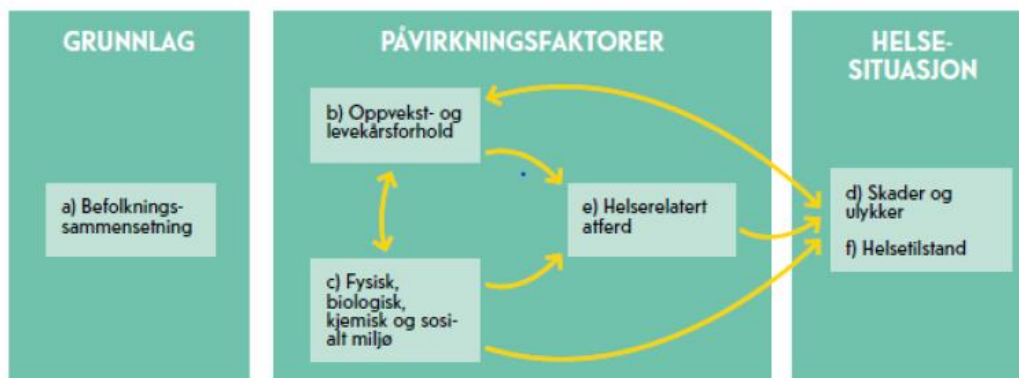 GRUNNLAG
a) Befolknings-
sammensetning
PÅVIRKNINGSFAKTORER
b) Oppvekst- og
levekårsforhold
e) Helserelatert
atferd
c) Fysisk,
biologisk,
kjemisk og sosi-
alt miljø
HELSE-
SITUASJON
d) Skader og
ulykker
f) Helsetilstand